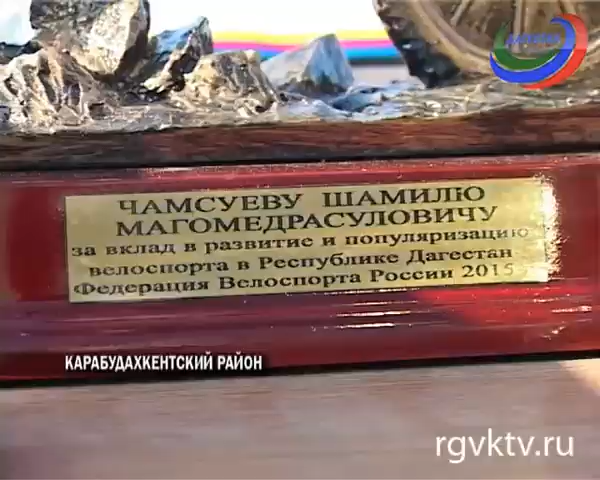 ЧАМСУЕВУ ШАМИЛЮ
МАГОМЕДРАСУЛОВИЧУ
за вклад в развитие и популяризацию
велоспорта в Республике Дагестан
Федерация Велоспорта России 2015
КАРАБУДАХКЕНТСКИЙ РАЙОН
rgvktv.ru